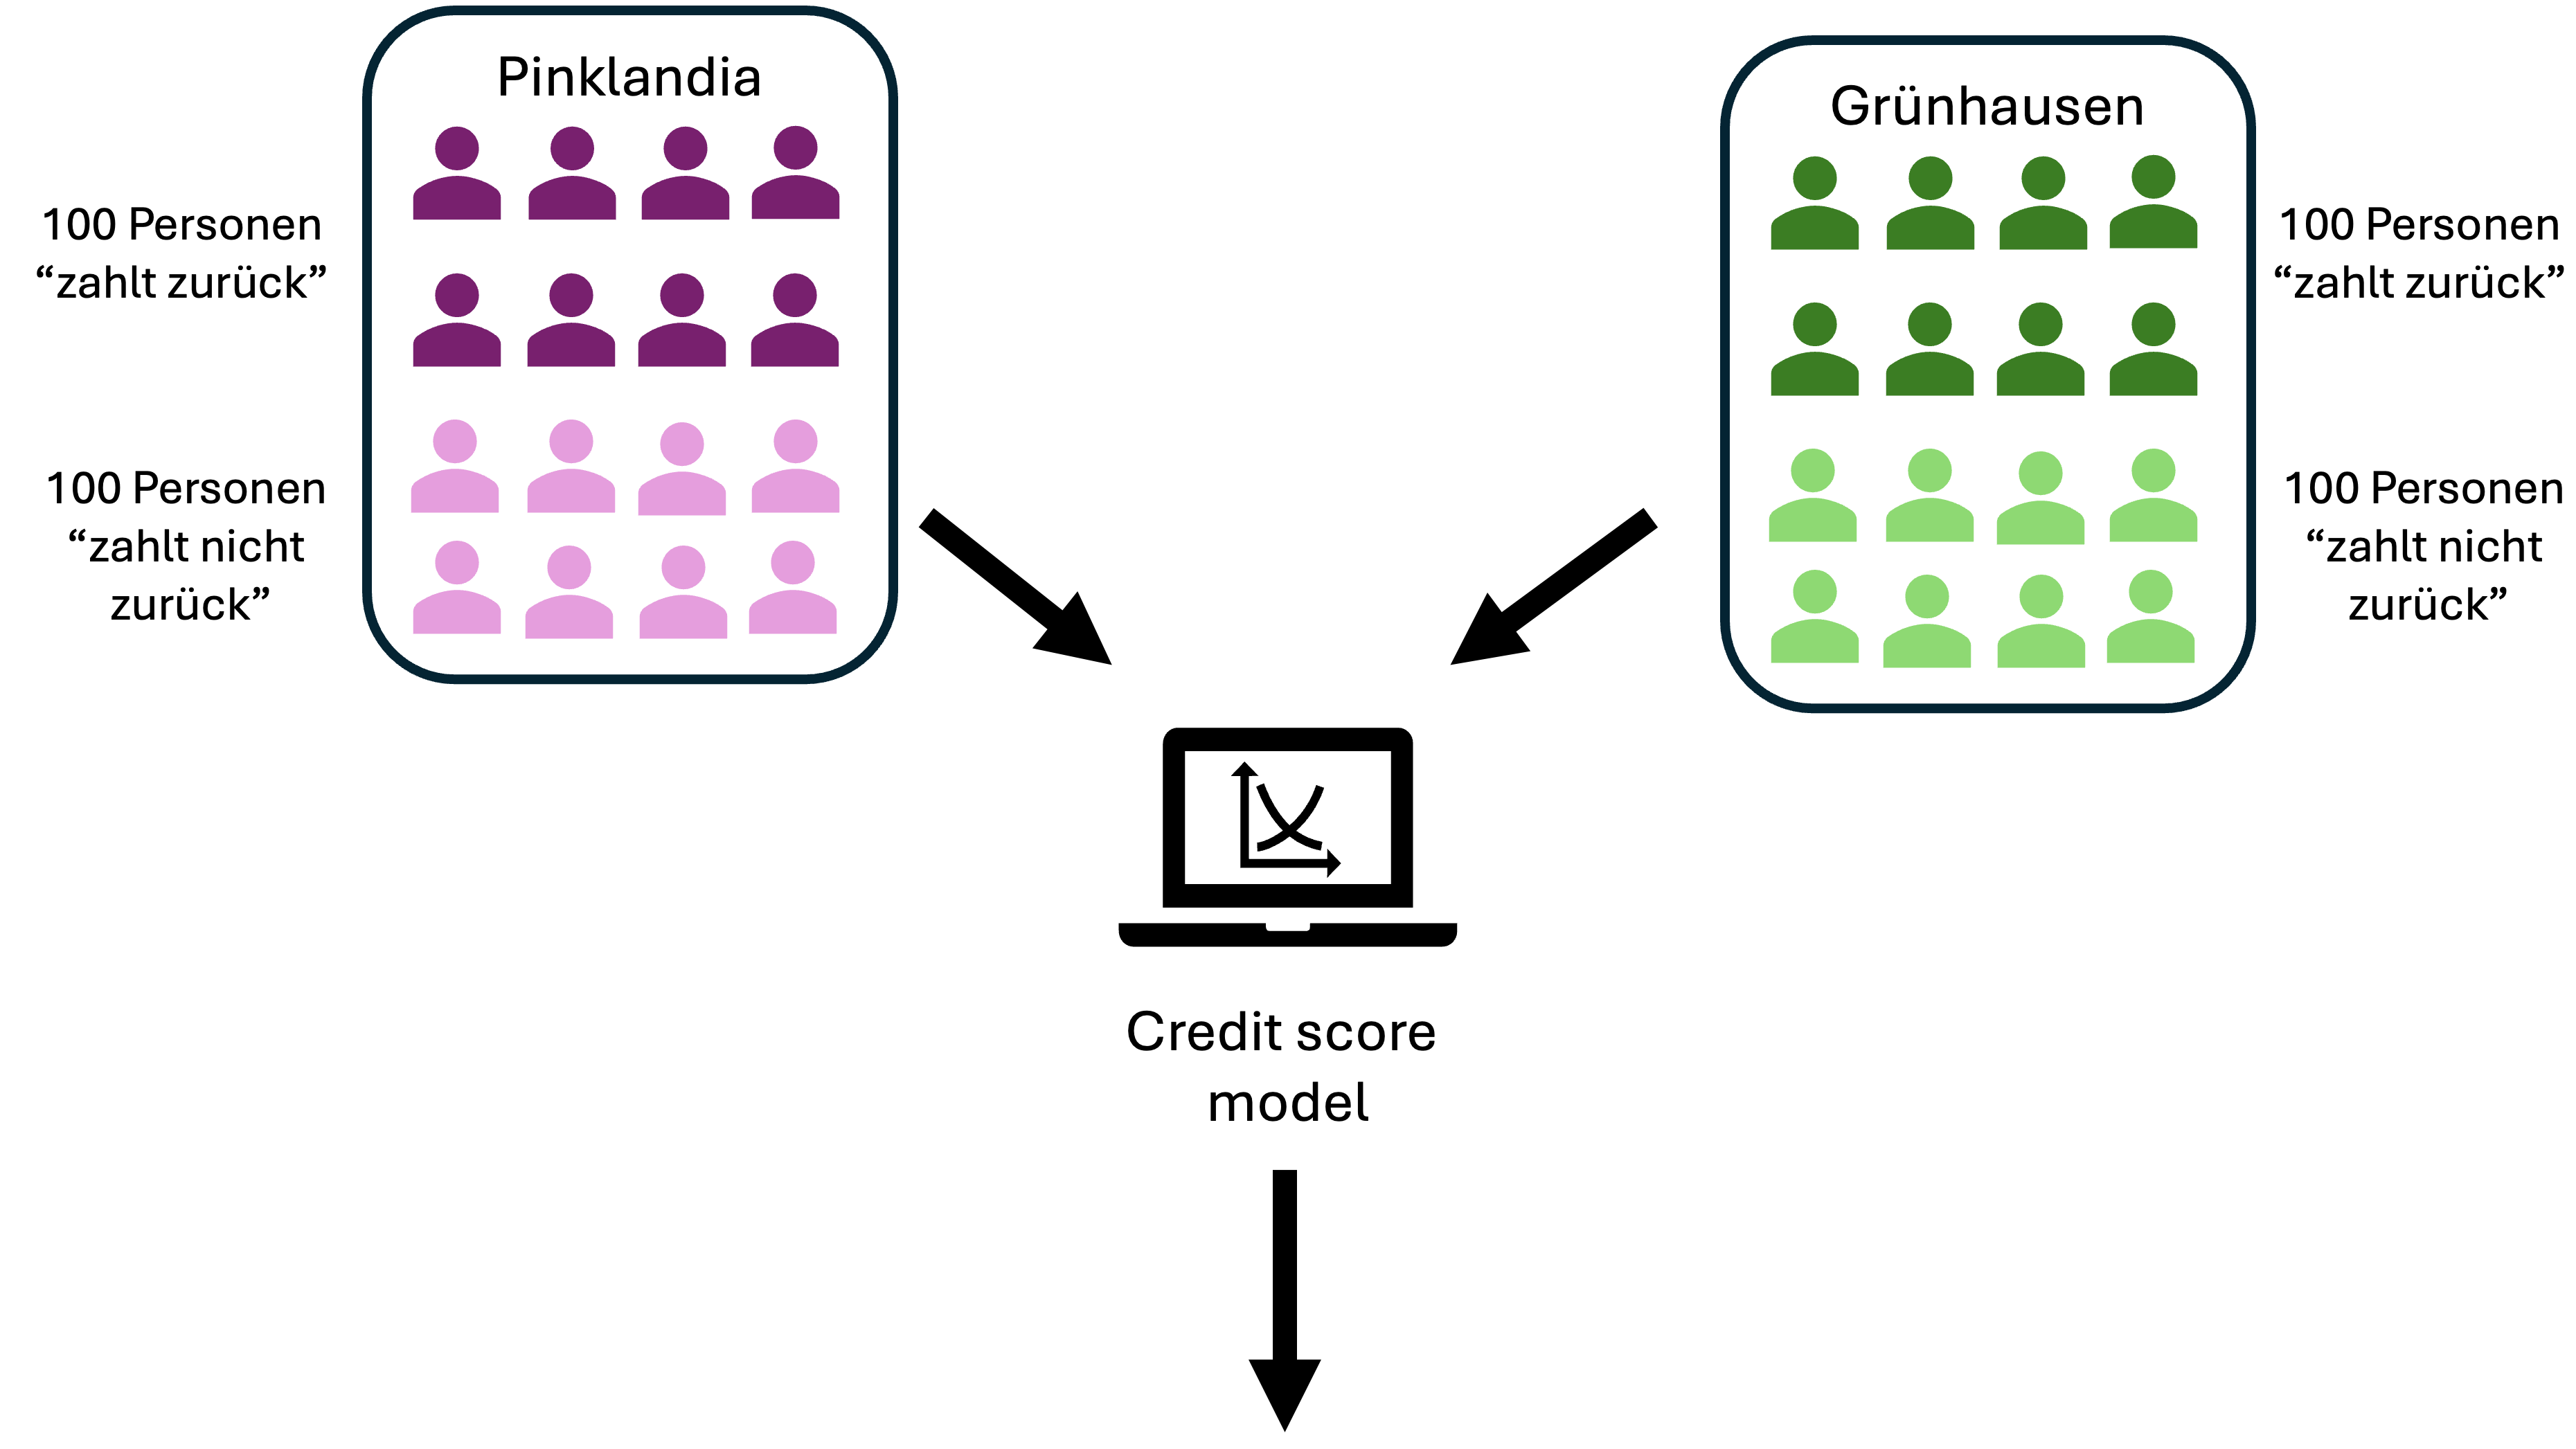 Pinklandia
100 Personen
“zahlt zurück”
100 Personen
“zahlt nicht
zurück”
Grünhausen
100 Personen
“zahlt zurück”
100 Personen
“zahlt nicht
zurück”
Credit score
model